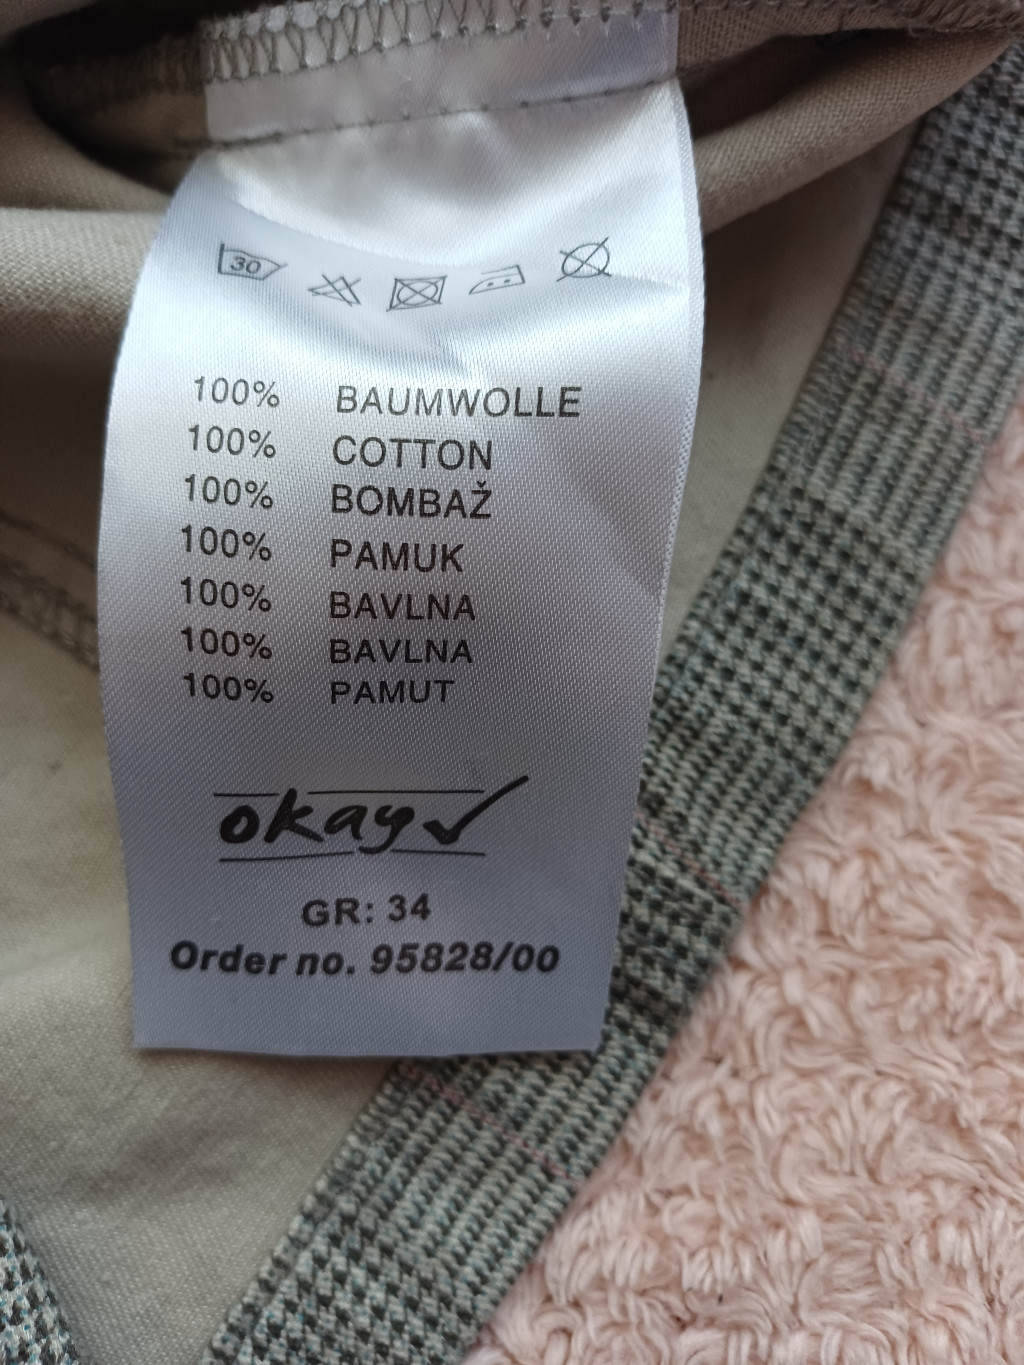 30
100% BAUMWOLLE
100% COTTON
100% BOMBAŽ
100% PAMUK
100% BAVLNA
100% BAVLNA
100% PAMUT
okay
GR: 34
Order no. 95828/00